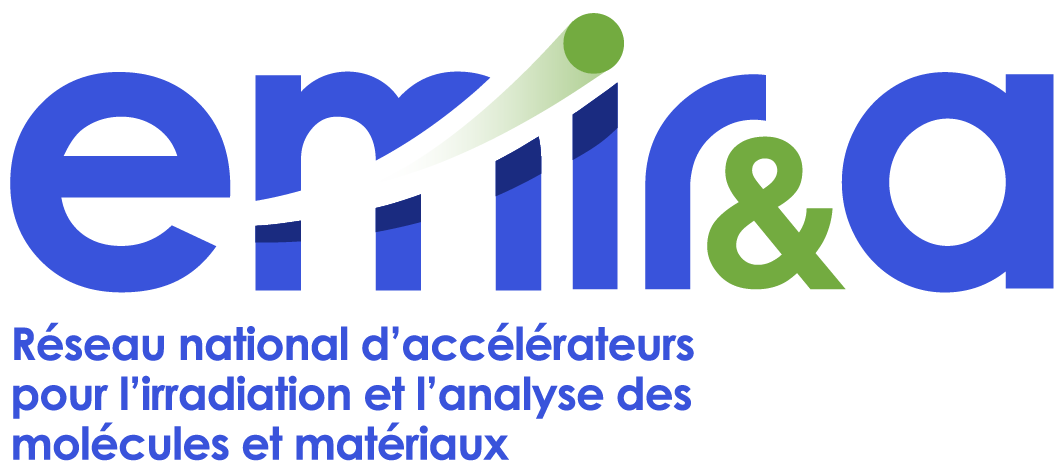 emir&a
Réseau national d’accélérateurs
pour l’irradiation et l’analyse des
molécules et matériaux